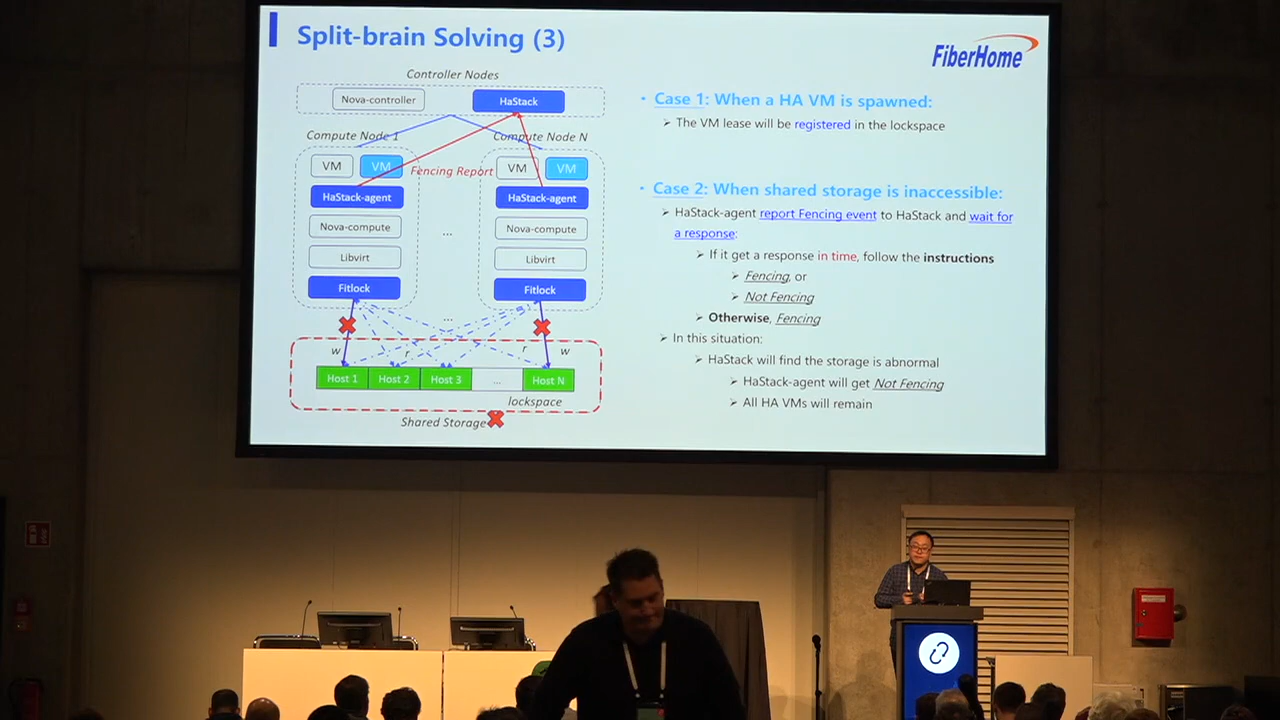 Split-brain Solving (3)
FiberHome
Controller Nodes
Nova-controller
HaStack
Compute Node 1
Compute Node N
VM
VM
Fencing Report
VM
VM
HaStack-agent
HaStack-agent
Nova-compute
Nova-compute
...
Libvirt
Libvirt
Fitlock
Fitlock
...
w
r
r
w
Host 1
Host 2
Host 3
...
Host N
lockspace
Shared Storage
• Case 1: When a HA VM is spawned:
➢ The VM lease will be registered in the lockspace
• Case 2: When shared storage is inaccessible:
➢ HaStack-agent report Fencing event to HaStack and wait for
a response:
➢ If it get a response in time, follow the instructions
➢ Fencing, or
➢ Not Fencing
➢ Otherwise, Fencing
➢ In this situation:
➢ HaStack will find the storage is abnormal
➢ HaStack-agent will get Not Fencing
➢ All HA VMs will remain